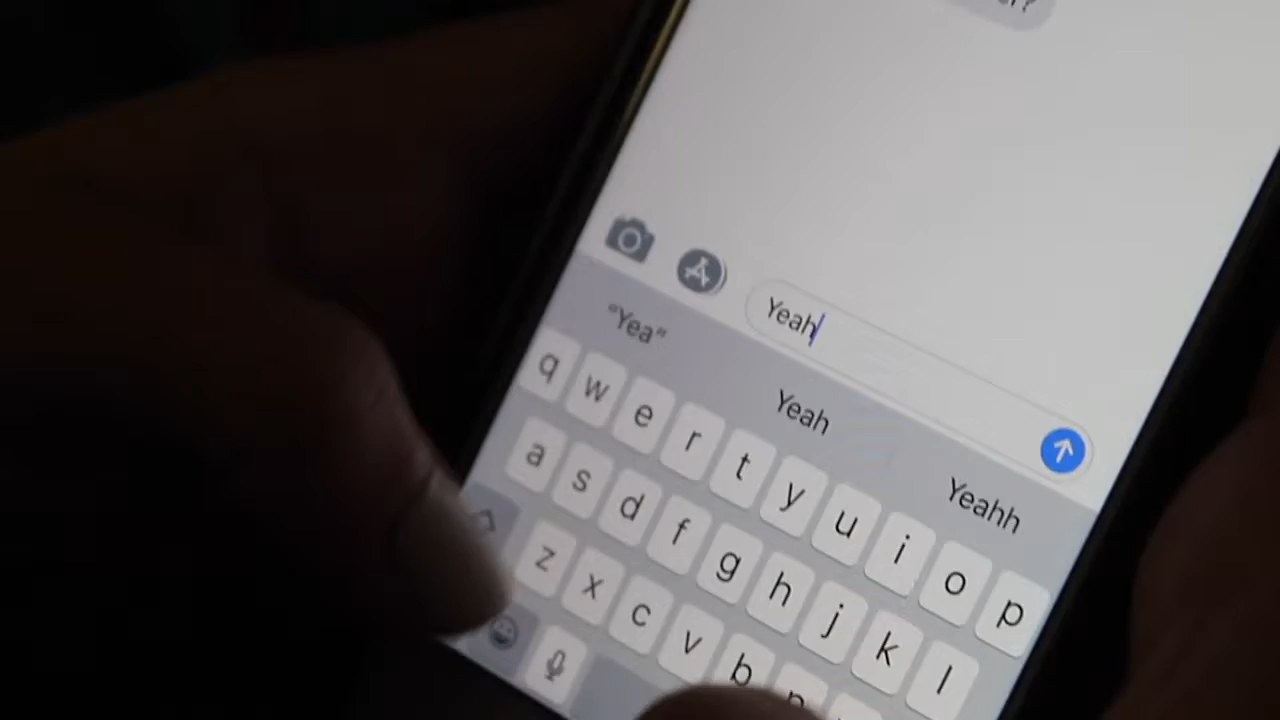 Yeah
“Yea” Yeah Yeahh
q w e r t y u i o p
a s d f g h j k l
z x c v b n